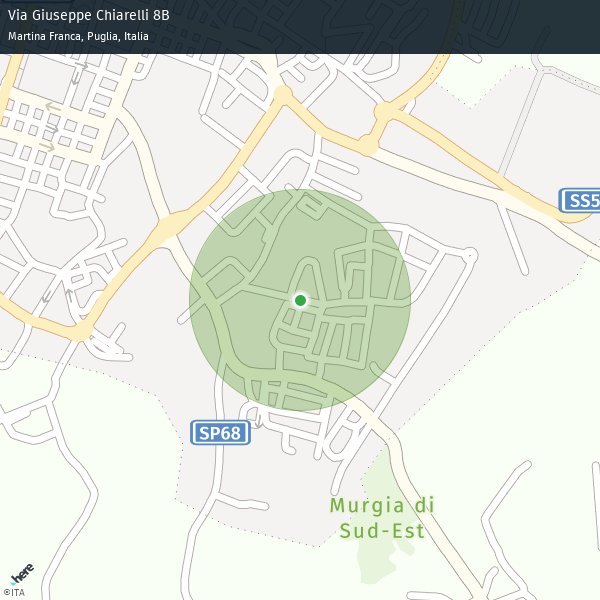 Via Giuseppe Chiarelli 8B
Martina Franca, Puglia, Italia
SS5
SP68
Murgia di
Sud-Est
here
©ITA